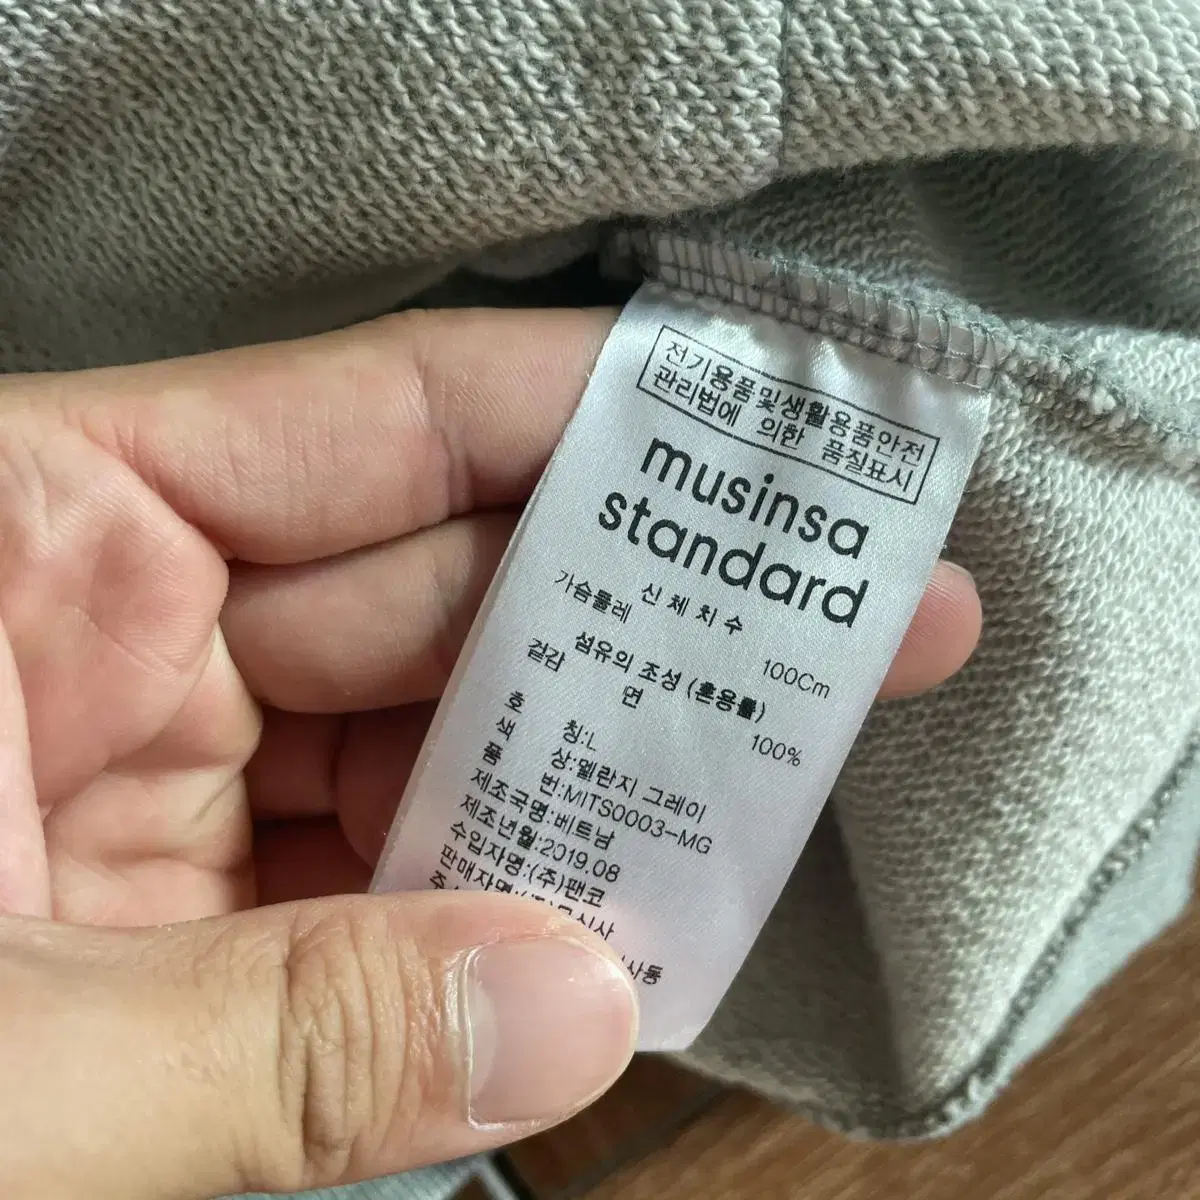 전기용품및생활용품안전
관리법에 의한 품질표시
musinsa
standard
신체치수
가슴둘레 100Cm
섬유의 조성 (혼용률)
겉감 면 100%
호 칭:L
색 상:멜란지 그레이
품 번:MITS0003-MG
제조국명:베트남
제조년월:2019.08
수입자명:(주)팬코
판매자명:(주)무신사